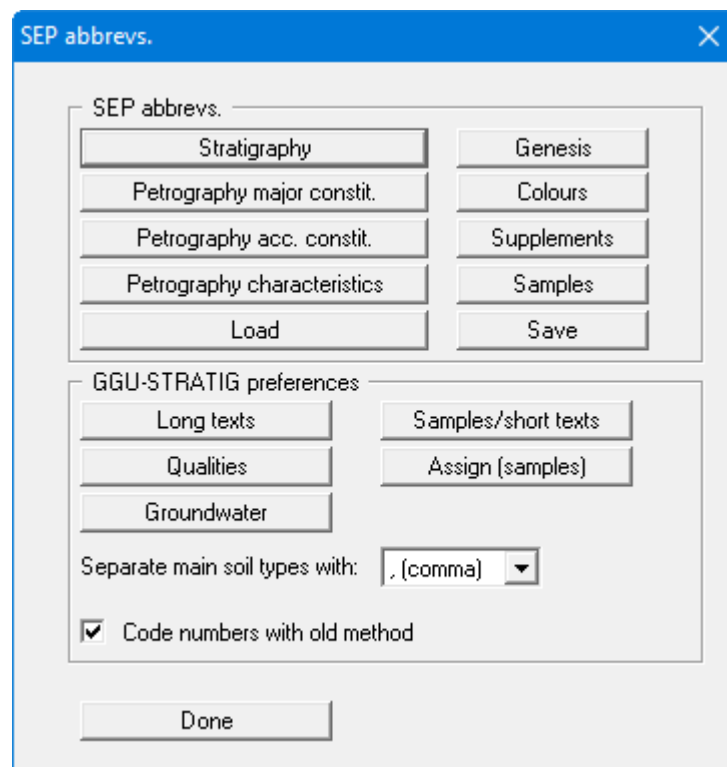 SEP abbrevs.
SEP abbrevs.
Stratigraphy Genesis
Petrography major constit. Colours
Petrography acc. constit. Supplements
Petrography characteristics Samples
Load Save
GGU-STRATIG preferences
Long texts Samples/short texts
Qualities Assign (samples)
Groundwater
Separate main soil types with: , (comma)
Code numbers with old method
Done